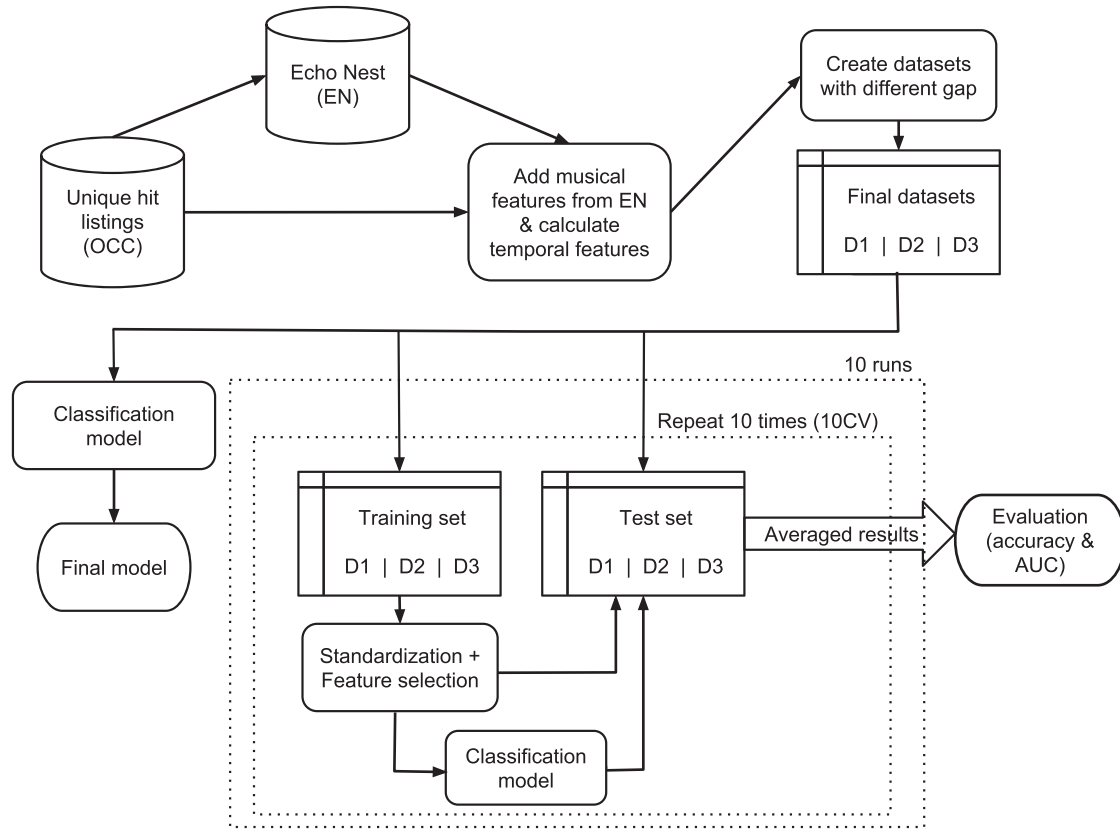 Echo Nest
(EN)
Create datasets
with different gap
Unique hit
listings
(OCC)
Add musical
features from EN
& calculate
temporal features
Final datasets
D1 | D2 | D3
10 runs
Repeat 10 times (10CV)
Classification
model
Final model
Training set
D1 | D2 | D3
Test set
D1 | D2 | D3
Averaged results
Evaluation
(accuracy &
AUC)
Standardization +
Feature selection
Classification
model